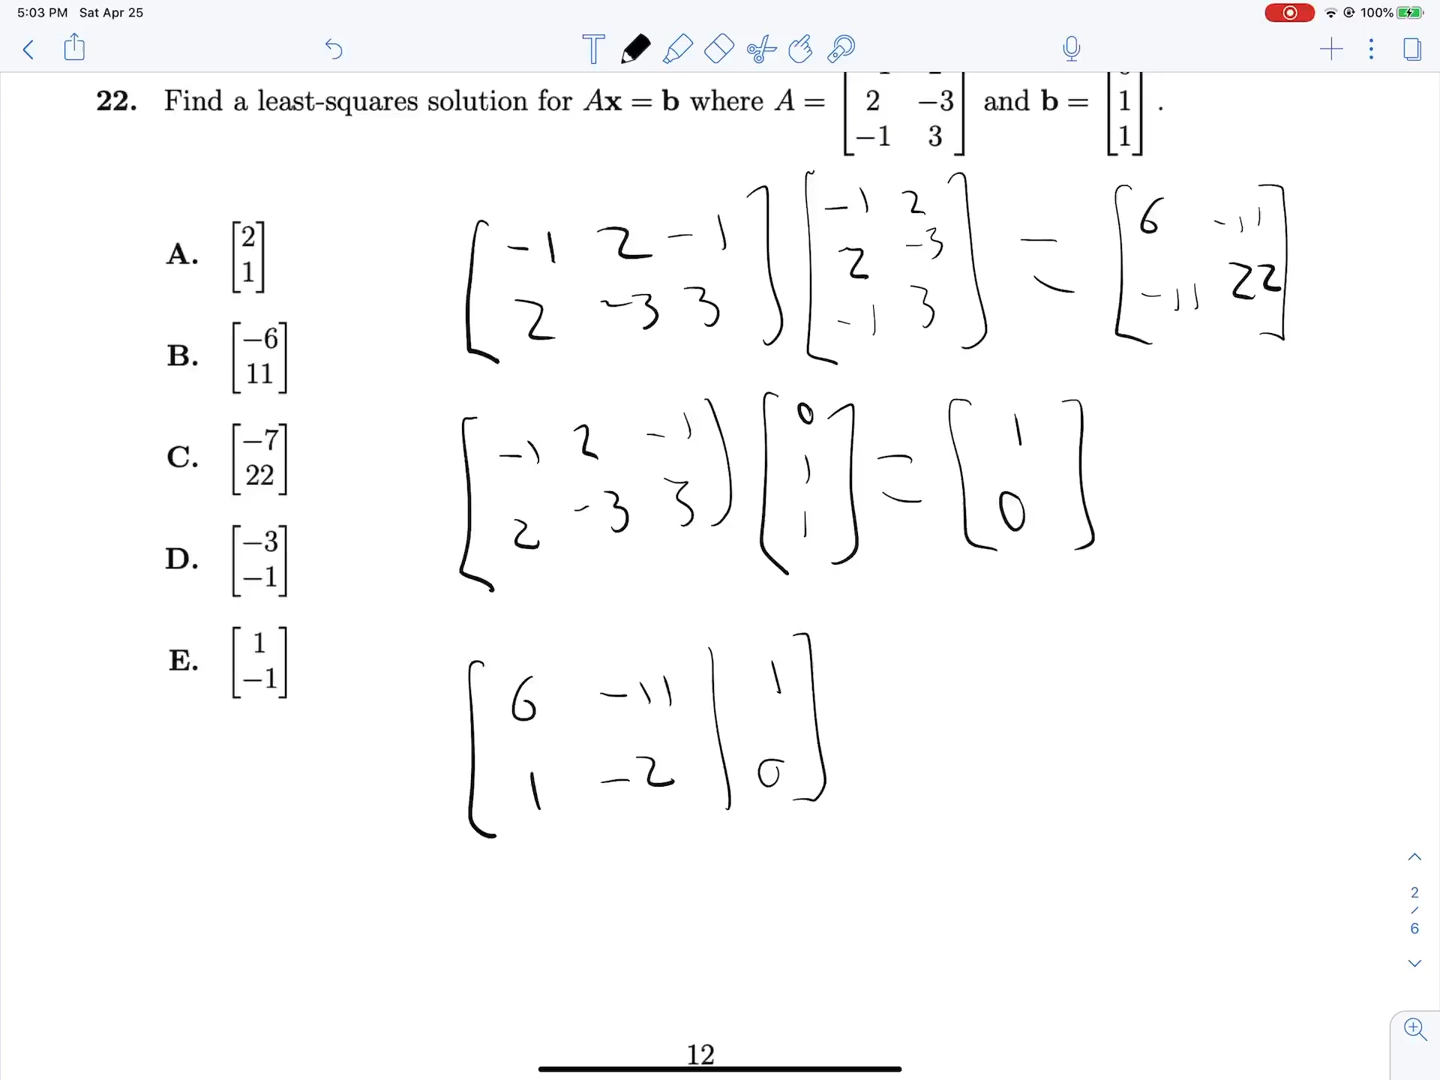 5:03 PM Sat Apr 25
100%
22. Find a least-squares solution for Ax = b where A = [ 2 −3 −1 3 ] and b = [ 1 1 ] .
A. [ 2 1 ]
B. [ −6 11 ]
C. [ −7 22 ]
D. [ −3 −1 ]
E. [ 1 −1 ]
[ -1 2 -1
2 -3 3 ] [ -1 2
2 -3
-1 3 ] = [ 6 -11
-11 22 ]
[ -1 2 -1
2 -3 3 ] [ 0
1
1 ] = [ 1
0 ]
[ 6 -11 | 1
1 -2 | 0 ]
2
/
6
12